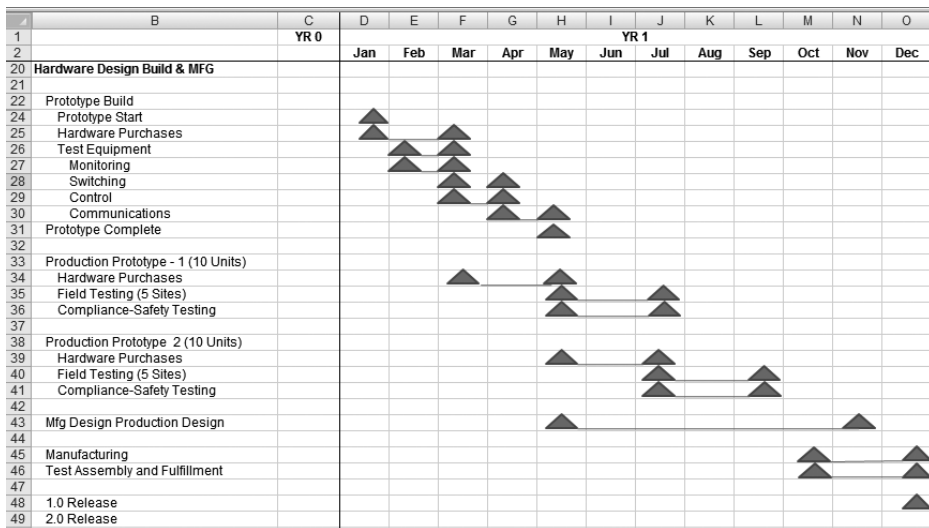 B C D E F G H I J K L M N O
1 YR 0 YR 1
2 Jan Feb Mar Apr May Jun Jul Aug Sep Oct Nov Dec
20 Hardware Design Build & MFG
21
22 Prototype Build
24 Prototype Start
25 Hardware Purchases
26 Test Equipment
27 Monitoring
28 Switching
29 Control
30 Communications
31 Prototype Complete
32
33 Production Prototype - 1 (10 Units)
34 Hardware Purchases
35 Field Testing (5 Sites)
36 Compliance-Safety Testing
37
38 Production Prototype 2 (10 Units)
39 Hardware Purchases
40 Field Testing (5 Sites)
41 Compliance-Safety Testing
42
43 Mfg Design Production Design
44
45 Manufacturing
46 Test Assembly and Fulfillment
47
48 1.0 Release
49 2.0 Release